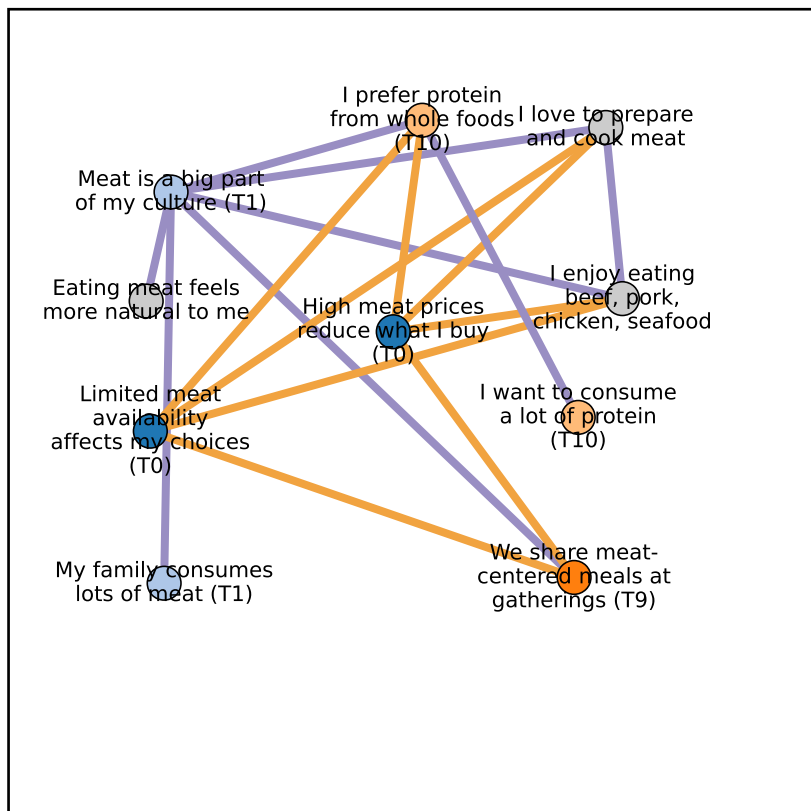 I prefer protein
from whole foods
(T10)
I love to prepare
and cook meat
Meat is a big part
of my culture (T1)
Eating meat feels
more natural to me
I enjoy eating
beef, pork,
chicken, seafood
High meat prices
reduce what I buy
(T0)
Limited meat
availability
affects my choices
(T0)
I want to consume
a lot of protein
(T10)
We share meat-
centered meals at
gatherings (T9)
My family consumes
lots of meat (T1)